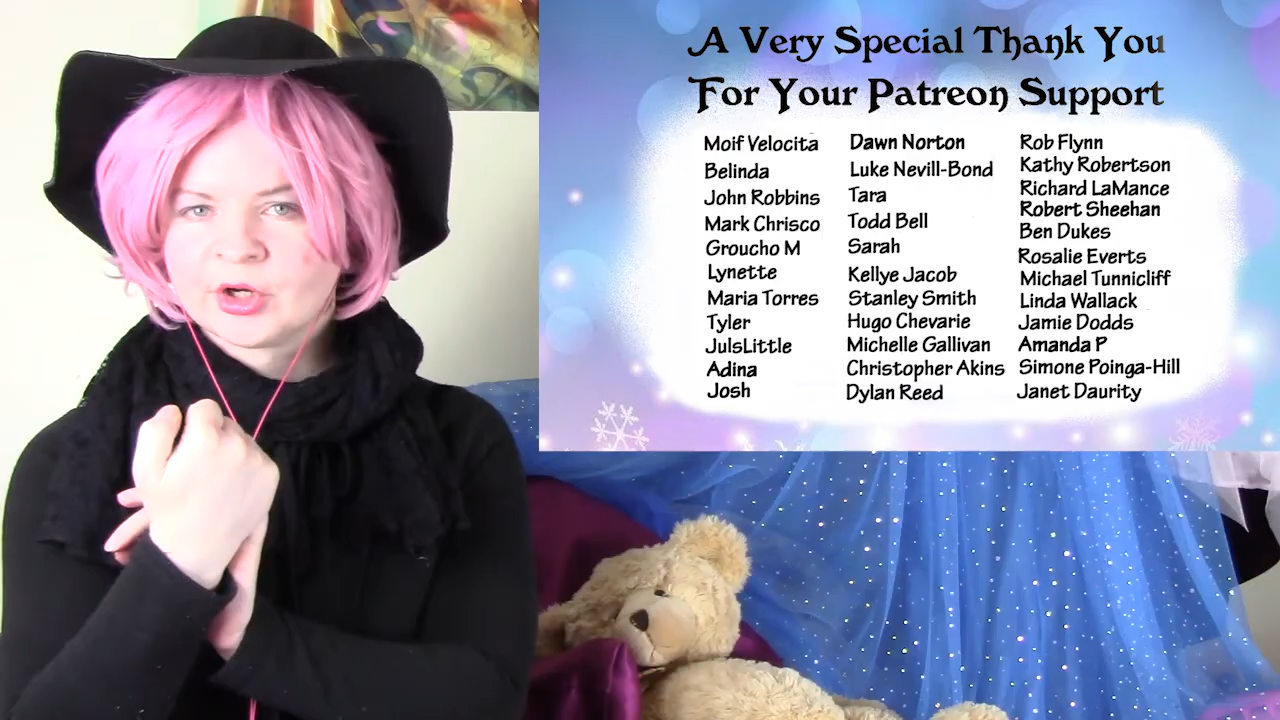 A Very Special Thank You
For Your Patreon Support
Moif Velocita
Belinda
John Robbins
Mark Chrisco
Groucho M
Lynette
Maria Torres
Tyler
JulsLittle
Adina
Josh
Dawn Norton
Luke Nevill-Bond
Tara
Todd Bell
Sarah
Kellye Jacob
Stanley Smith
Hugo Chevarie
Michelle Gallivan
Christopher Akins
Dylan Reed
Rob Flynn
Kathy Robertson
Richard LaMance
Robert Sheehan
Ben Dukes
Rosalie Everts
Michael Tunnicliff
Linda Wallack
Jamie Dodds
Amanda P
Simone Poinga-Hill
Janet Daurity